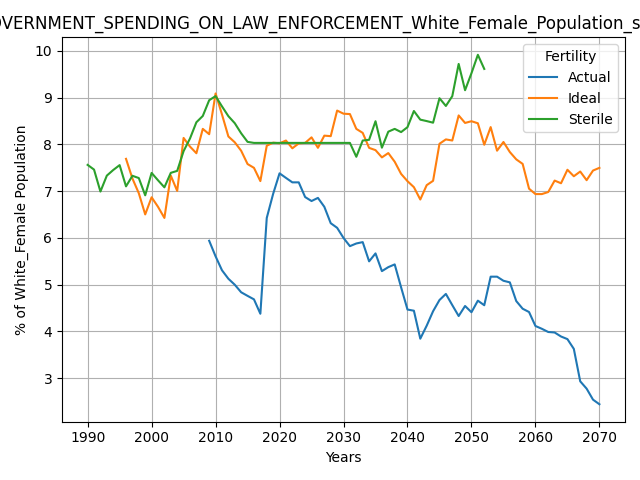 OVERNMENT_SPENDING_ON_LAW_ENFORCEMENT_White_Female_Population_s
10
9
8
7
6
5
4
3
% of White_Female Population
1990 2000 2010 2020 2030 2040 2050 2060 2070
Years
Fertility
Actual
Ideal
Sterile